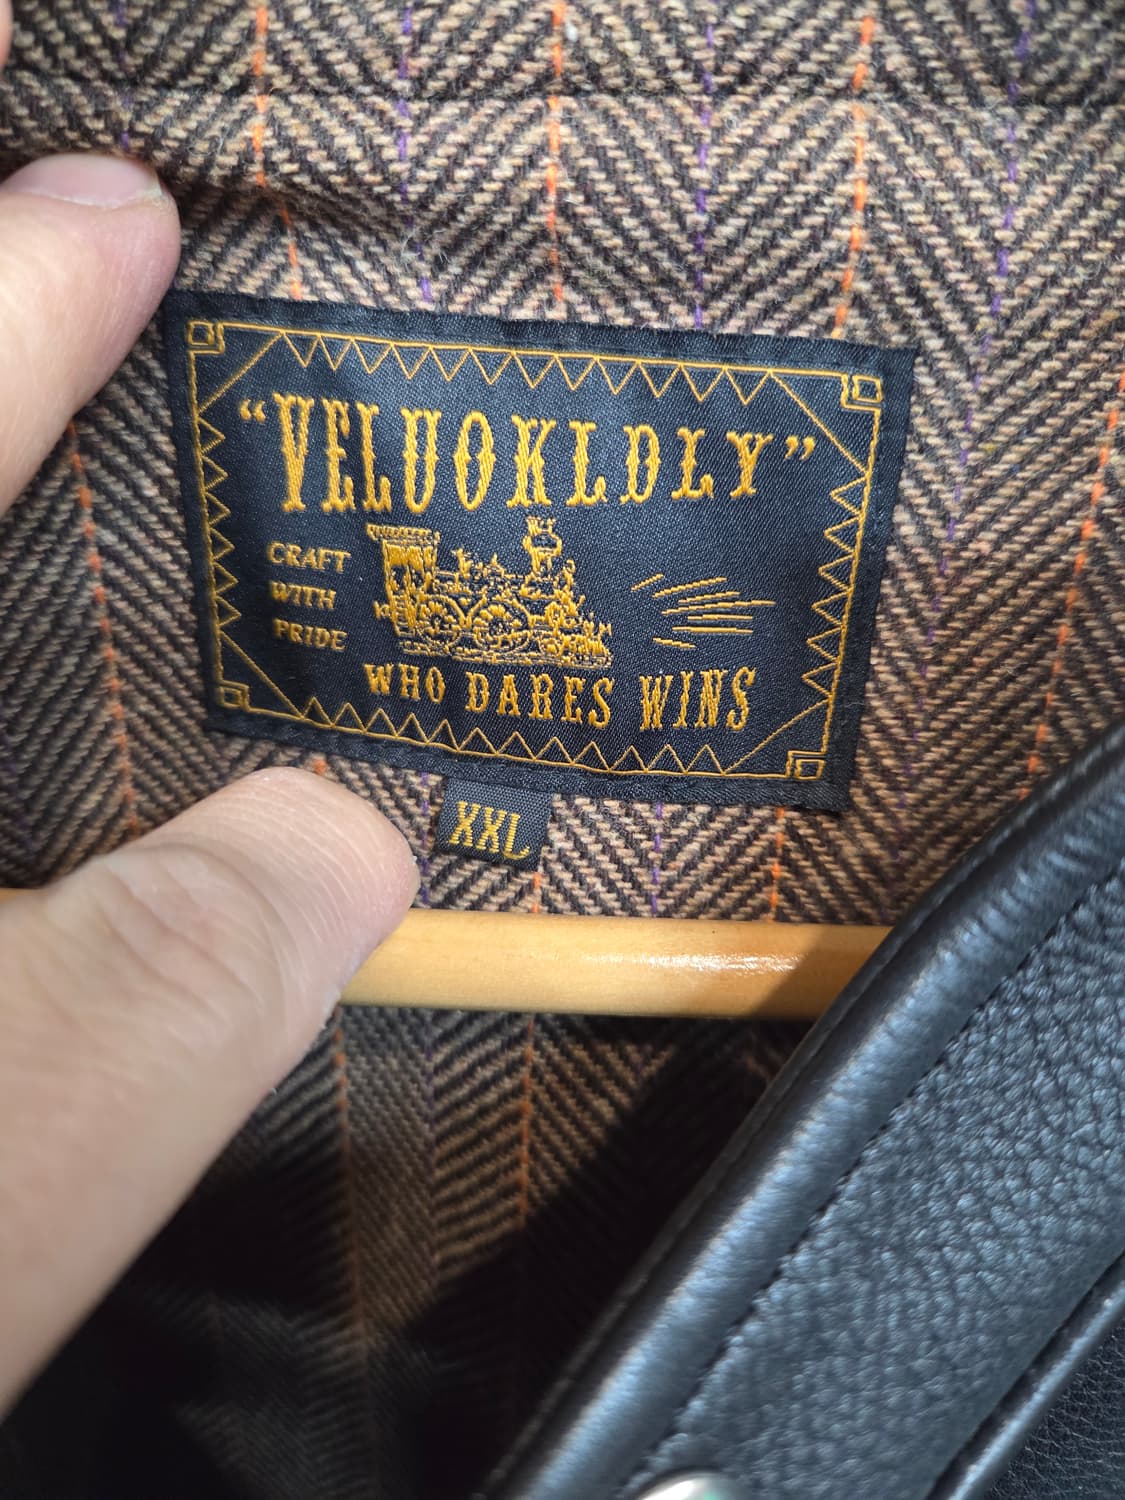 “VELUOKLDLY”
CRAFT
WITH
PRIDE
WHO DARES WINS
XXL